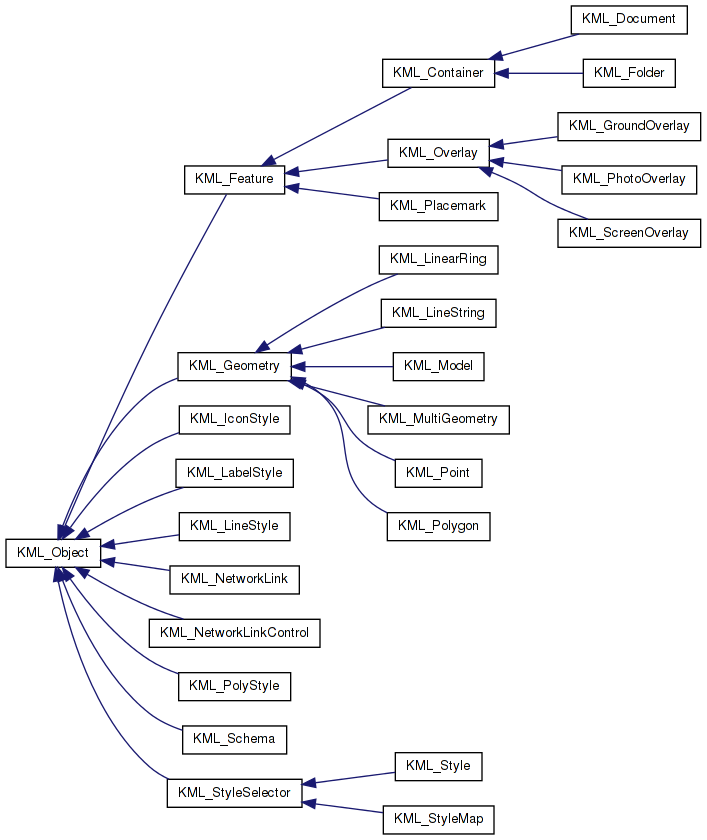 KML_Document
KML_Container
KML_Folder
KML_GroundOverlay
KML_Overlay
KML_Feature
KML_PhotoOverlay
KML_Placemark
KML_ScreenOverlay
KML_LinearRing
KML_LineString
KML_Geometry
KML_Model
KML_IconStyle
KML_MultiGeometry
KML_LabelStyle
KML_Point
KML_LineStyle
KML_Polygon
KML_Object
KML_NetworkLink
KML_NetworkLinkControl
KML_PolyStyle
KML_Schema
KML_Style
KML_StyleSelector
KML_StyleMap